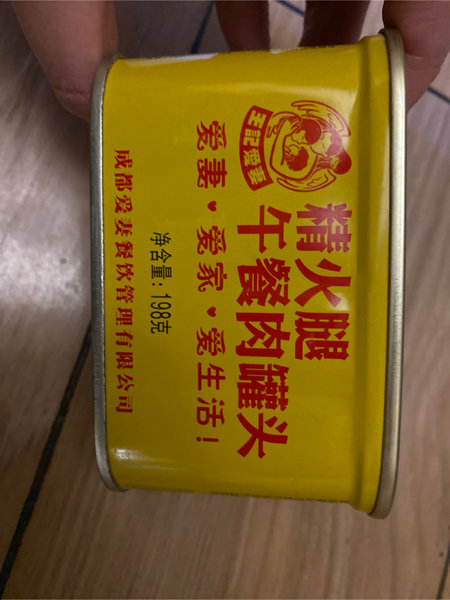 王記愛妻
精火腿
午餐肉罐头
爱妻·爱家·爱生活！
净含量：198克
成都爱妻餐饮管理有限公司